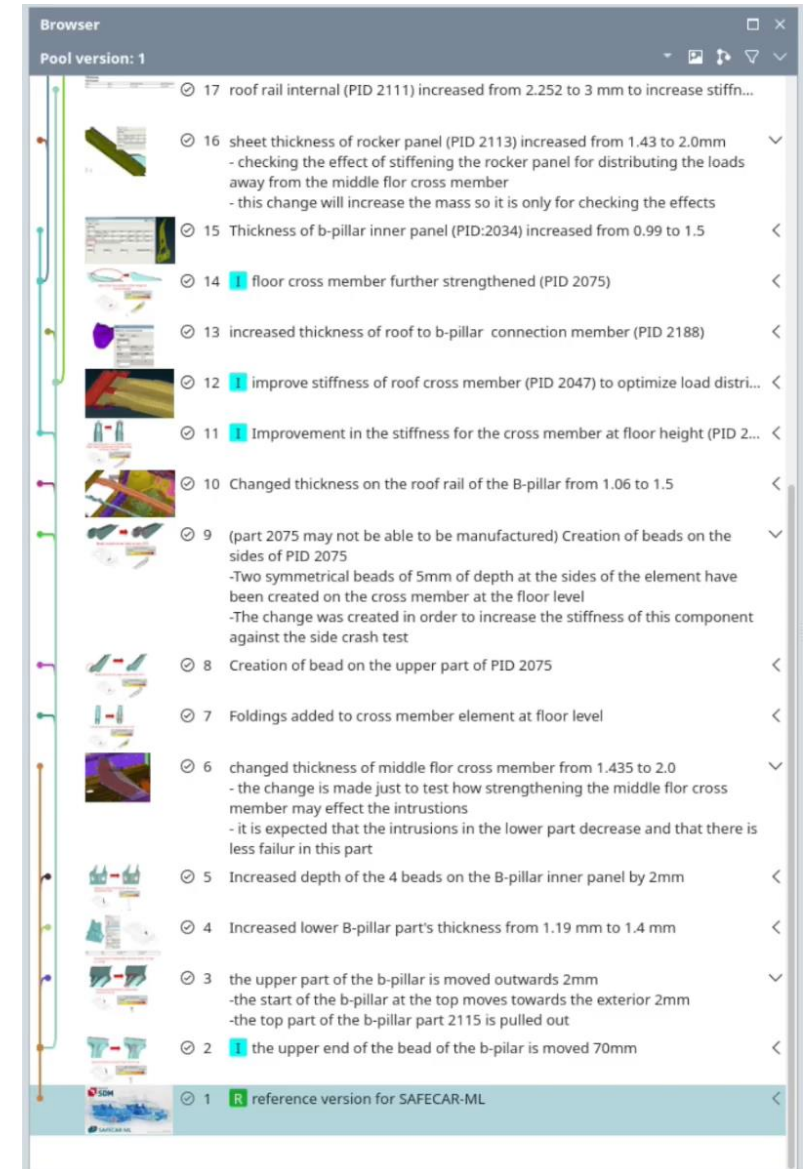 Browser
Pool version: 1
17 roof rail internal (PID 2111) increased from 2.252 to 3 mm to increase stiffn...
16 sheet thickness of rocker panel (PID 2113) increased from 1.43 to 2.0mm
- checking the effect of stiffening the rocker panel for distributing the loads
away from the middle flor cross member
- this change will increase the mass so it is only for checking the effects
15 Thickness of b-pillar inner panel (PID:2034) increased from 0.99 to 1.5
14 I floor cross member further strengthened (PID 2075)
13 increased thickness of roof to b-pillar connection member (PID 2188)
12 I improve stiffness of roof cross member (PID 2047) to optimize load distri...
11 I Improvement in the stiffness for the cross member at floor height (PID 2...
10 Changed thickness on the roof rail of the B-pillar from 1.06 to 1.5
9 (part 2075 may not be able to be manufactured) Creation of beads on the
sides of PID 2075
-Two symmetrical beads of 5mm of depth at the sides of the element have
been created on the cross member at the floor level
-The change was created in order to increase the stiffness of this component
against the side crash test
8 Creation of bead on the upper part of PID 2075
7 Foldings added to cross member element at floor level
6 changed thickness of middle flor cross member from 1.435 to 2.0
- the change is made just to test how strengthening the middle flor cross
member may effect the intrustions
- it is expected that the intrusions in the lower part decrease and that there is
less failur in this part
5 Increased depth of the 4 beads on the B-pillar inner panel by 2mm
4 Increased lower B-pillar part's thickness from 1.19 mm to 1.4 mm
3 the upper part of the b-pillar is moved outwards 2mm
-the start of the b-pillar at the top moves towards the exterior 2mm
-the top part of the b-pillar part 2115 is pulled out
2 I the upper end of the bead of the b-pilar is moved 70mm
SDM
SAFECAR-ML
1 R reference version for SAFECAR-ML